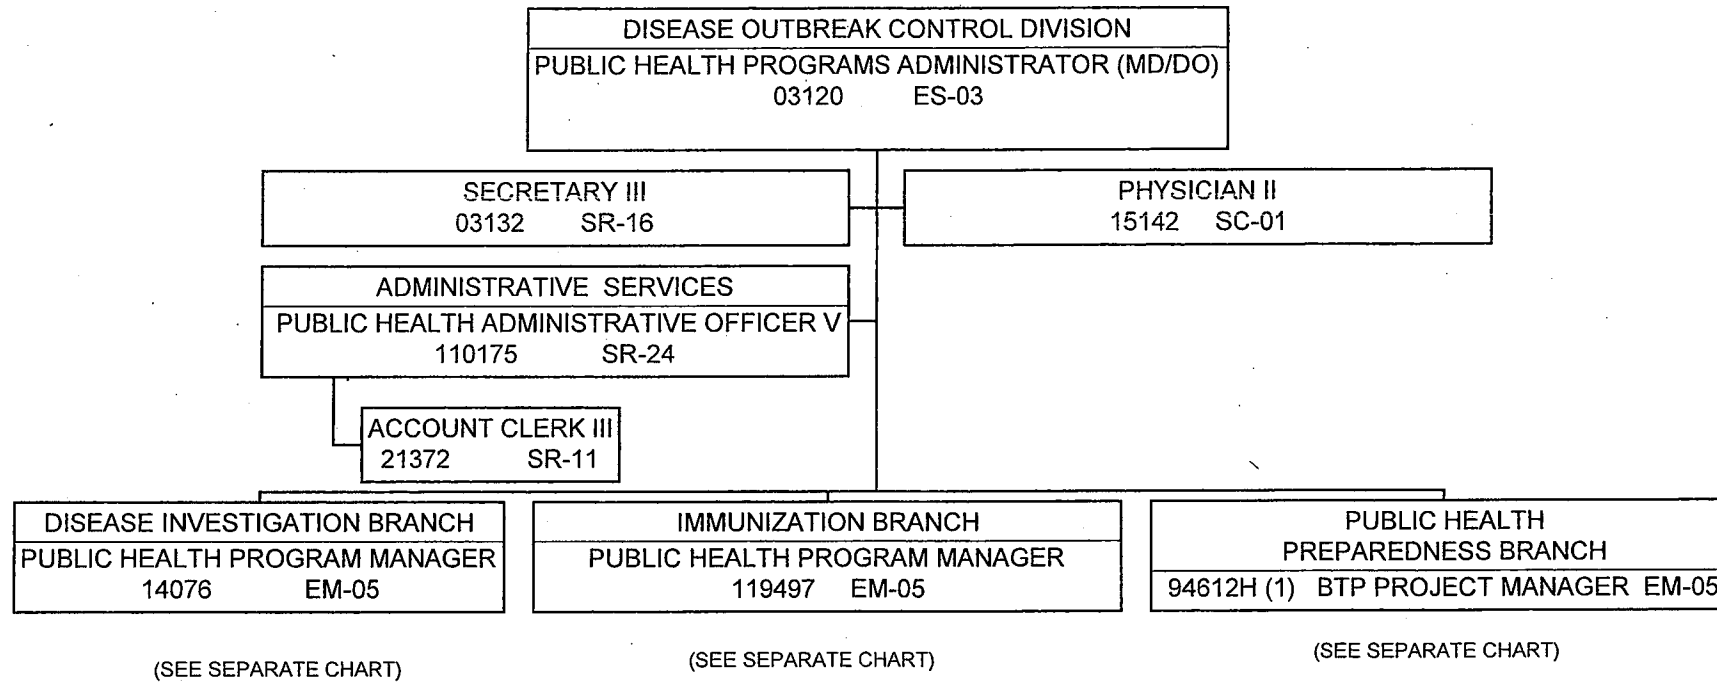 DISEASE OUTBREAK CONTROL DIVISION
PUBLIC HEALTH PROGRAMS ADMINISTRATOR (MD/DO)
03120 ES-03
SECRETARY III
03132 SR-16
PHYSICIAN II
15142 SC-01
ADMINISTRATIVE SERVICES
PUBLIC HEALTH ADMINISTRATIVE OFFICER V
110175 SR-24
ACCOUNT CLERK III
21372 SR-11
DISEASE INVESTIGATION BRANCH
PUBLIC HEALTH PROGRAM MANAGER
14076 EM-05
(SEE SEPARATE CHART)
IMMUNIZATION BRANCH
PUBLIC HEALTH PROGRAM MANAGER
119497 EM-05
(SEE SEPARATE CHART)
PUBLIC HEALTH
PREPAREDNESS BRANCH
94612H (1) BTP PROJECT MANAGER EM-05
(SEE SEPARATE CHART)